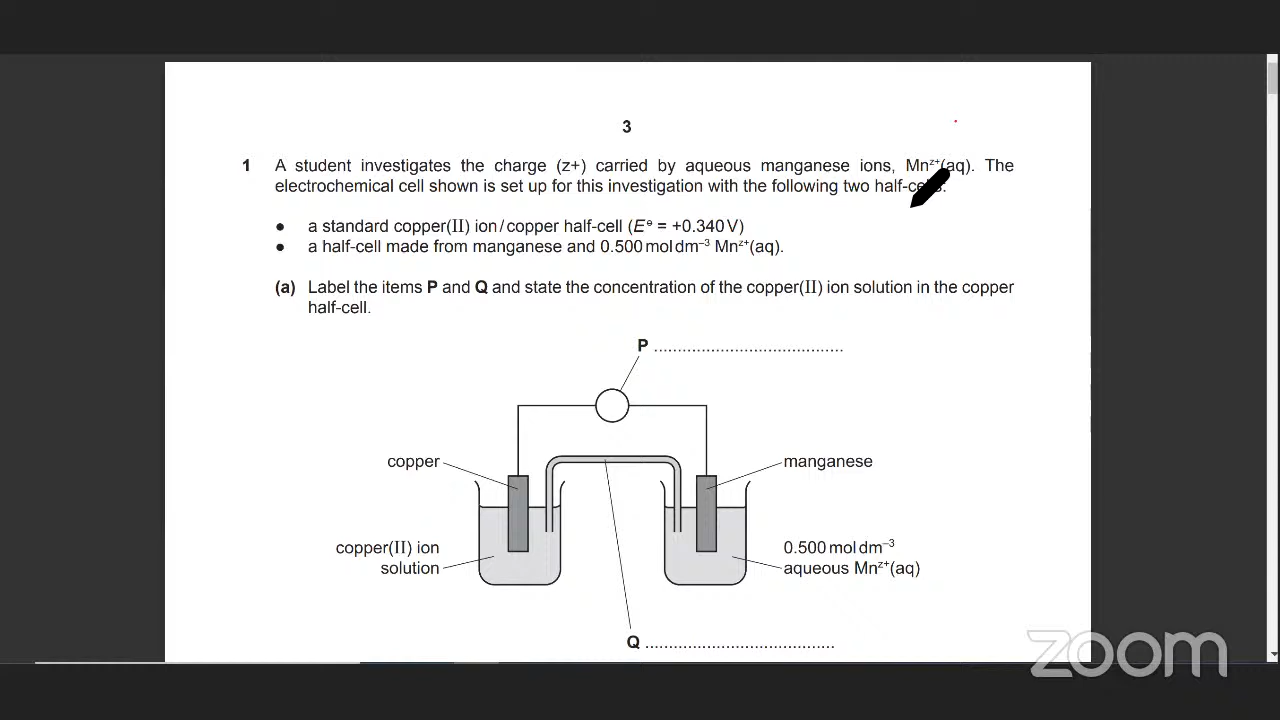 3
1 A student investigates the charge (z+) carried by aqueous manganese ions, Mnᶻ⁺(aq). The
electrochemical cell shown is set up for this investigation with the following two half-cells:
● a standard copper(II) ion/copper half-cell (E⦵ = +0.340 V)
● a half-cell made from manganese and 0.500 mol dm⁻³ Mnᶻ⁺(aq).
(a) Label the items P and Q and state the concentration of the copper(II) ion solution in the copper
half-cell.
P ........................................
copper
manganese
copper(II) ion
solution
0.500 mol dm⁻³
aqueous Mnᶻ⁺(aq)
Q ........................................
zoom